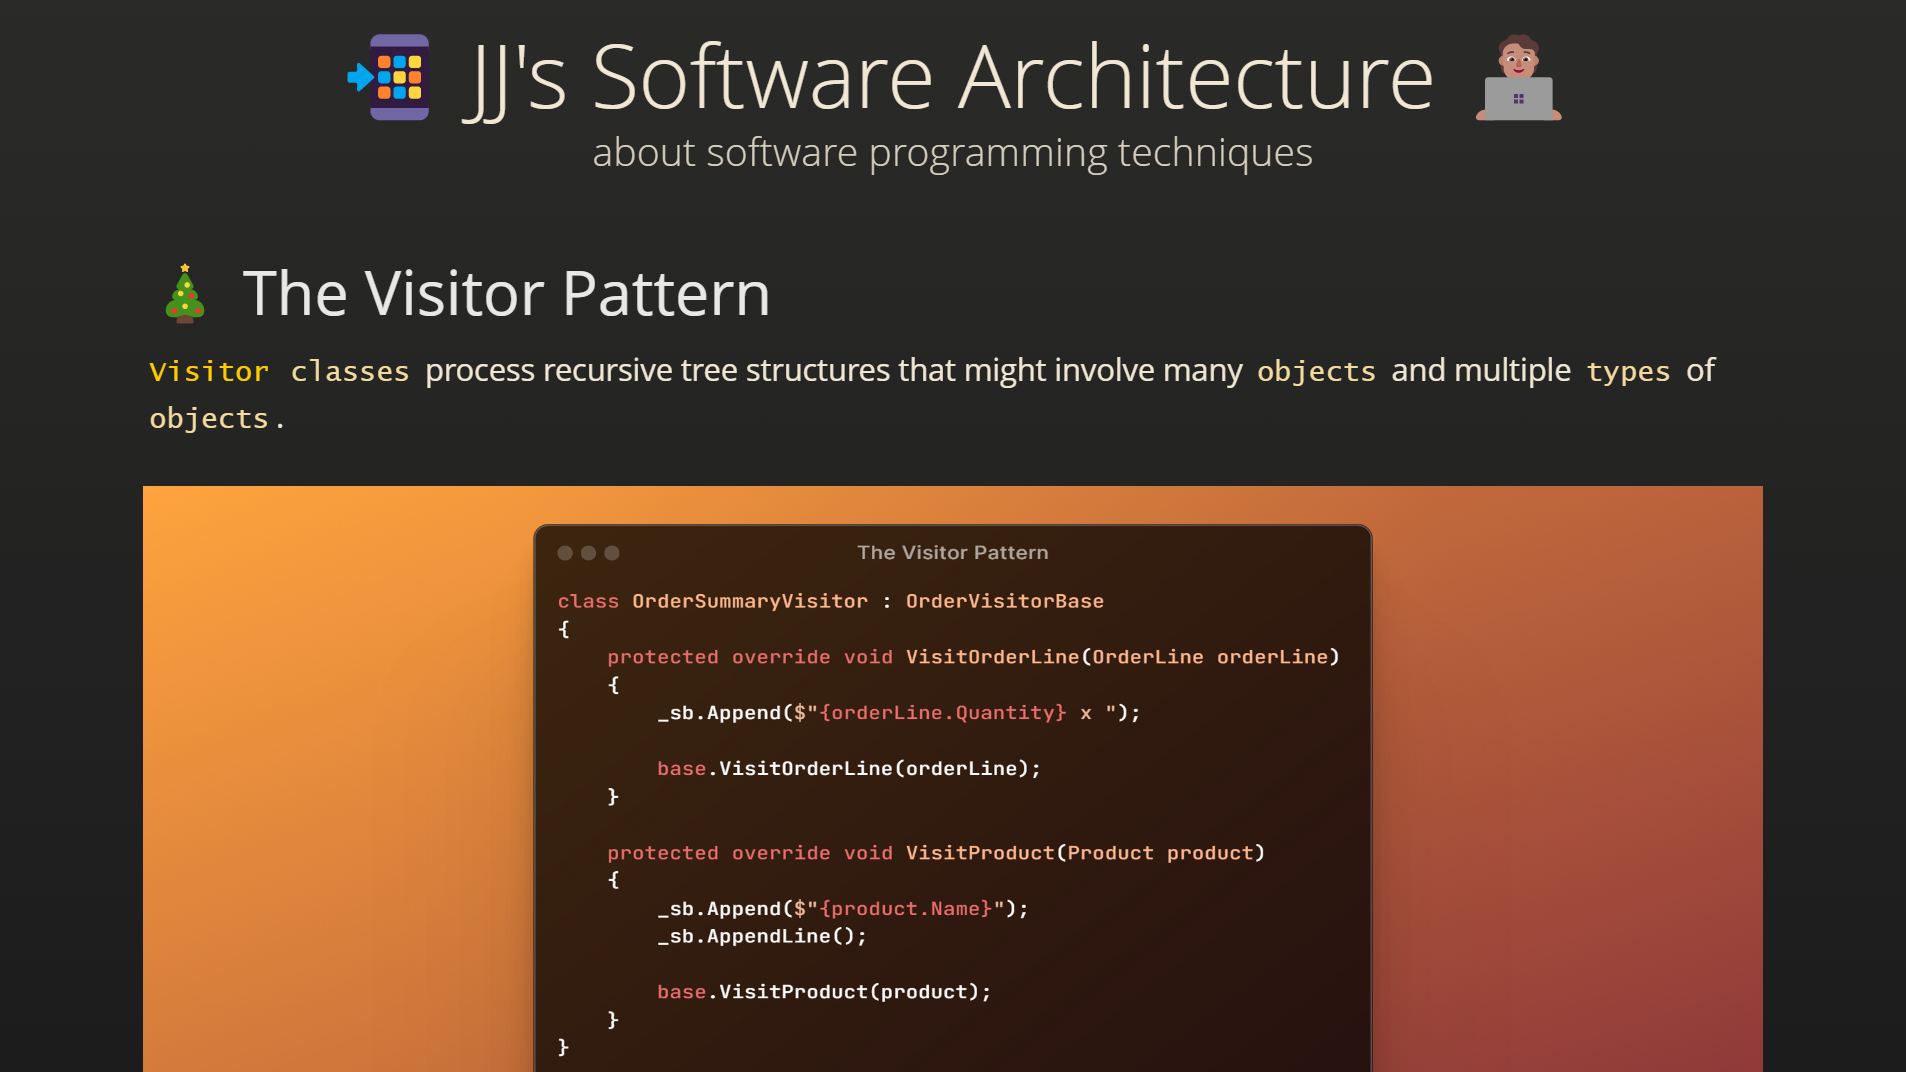 JJ's Software Architecture
about software programming techniques
The Visitor Pattern
Visitor classes process recursive tree structures that might involve many objects and multiple types of
objects.
The Visitor Pattern
class OrderSummaryVisitor : OrderVisitorBase
{
    protected override void VisitOrderLine(OrderLine orderLine)
    {
        _sb.Append($"{orderLine.Quantity} x ");
        base.VisitOrderLine(orderLine);
    }
    protected override void VisitProduct(Product product)
    {
        _sb.Append($"{product.Name}");
        _sb.AppendLine();
        base.VisitProduct(product);
    }
}